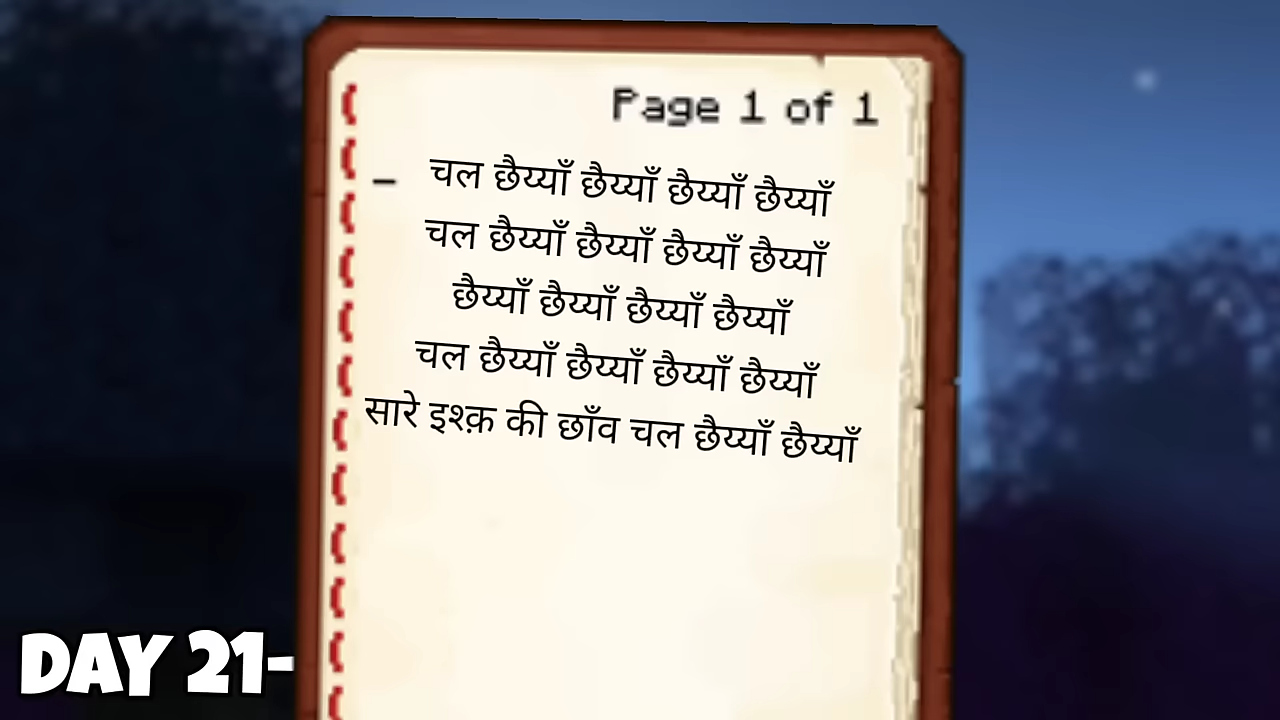 Page 1 of 1
– चल छैय्याँ छैय्याँ छैय्याँ छैय्याँ
चल छैय्याँ छैय्याँ छैय्याँ छैय्याँ
छैय्याँ छैय्याँ छैय्याँ छैय्याँ
चल छैय्याँ छैय्याँ छैय्याँ छैय्याँ
सारे इश्क़ की छाँव चल छैय्याँ छैय्याँ
DAY 21-